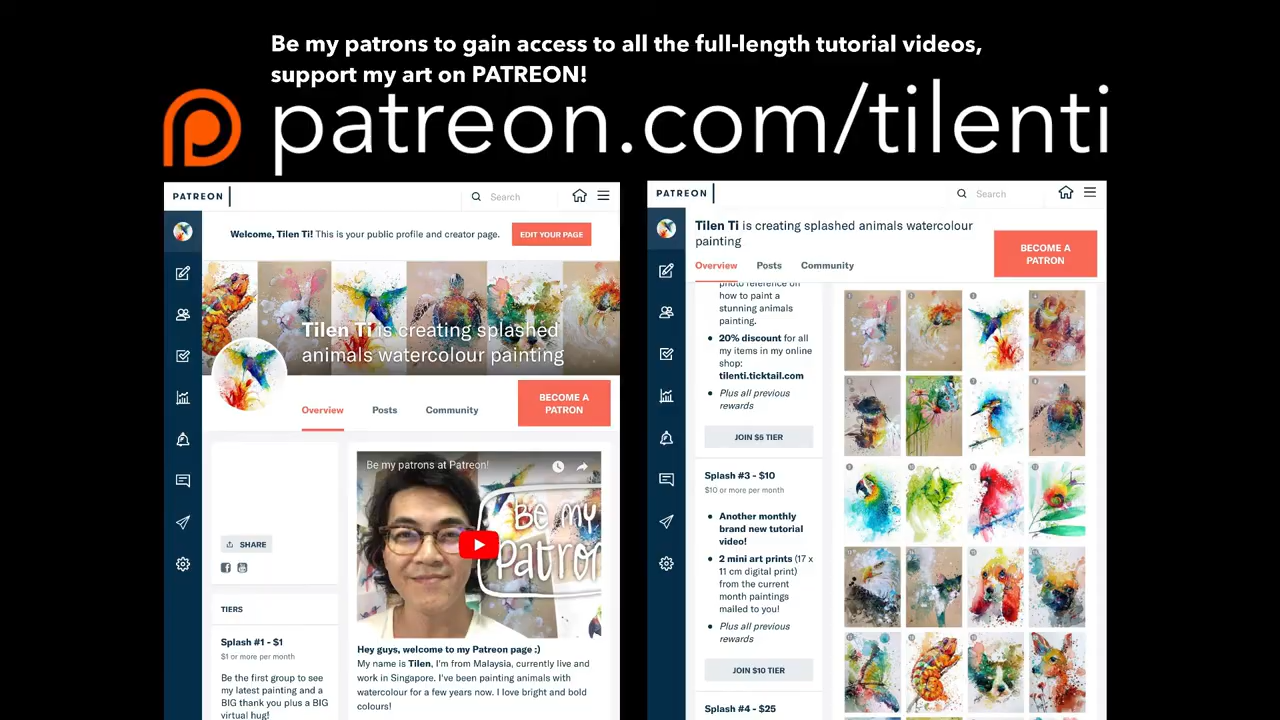 Be my patrons to gain access to all the full-length tutorial videos,
support my art on PATREON!
patreon.com/tilenti
PATREON
Search
Welcome, Tilen Ti! This is your public profile and creator page.
EDIT YOUR PAGE
Tilen Ti is creating splashed
animals watercolour painting
Overview
Posts
Community
BECOME A
PATRON
SHARE
TIERS
Splash #1 - $1
$1 or more per month
Be the first group to see
my latest painting and a
BIG thank you plus a BIG
virtual hug!
Be my patrons at Patreon!
Be my
Patron
Hey guys, welcome to my Patreon page :)
My name is Tilen, I'm from Malaysia, currently live and
work in Singapore. I've been painting animals with
watercolour for a few years now. I love bright and bold
colours!
PATREON
Search
Tilen Ti is creating splashed animals watercolour
painting
Overview
Posts
Community
BECOME A
PATRON
photo reference on
how to paint a
stunning animals
painting.
20% discount for all
my items in my online
shop:
tilenti.ticktail.com
Plus all previous
rewards
JOIN $5 TIER
Splash #3 - $10
$10 or more per month
Another monthly
brand new tutorial
video!
2 mini art prints (17 x
11 cm digital print)
from the current
month paintings
mailed to you!
Plus all previous
rewards
JOIN $10 TIER
Splash #4 - $25